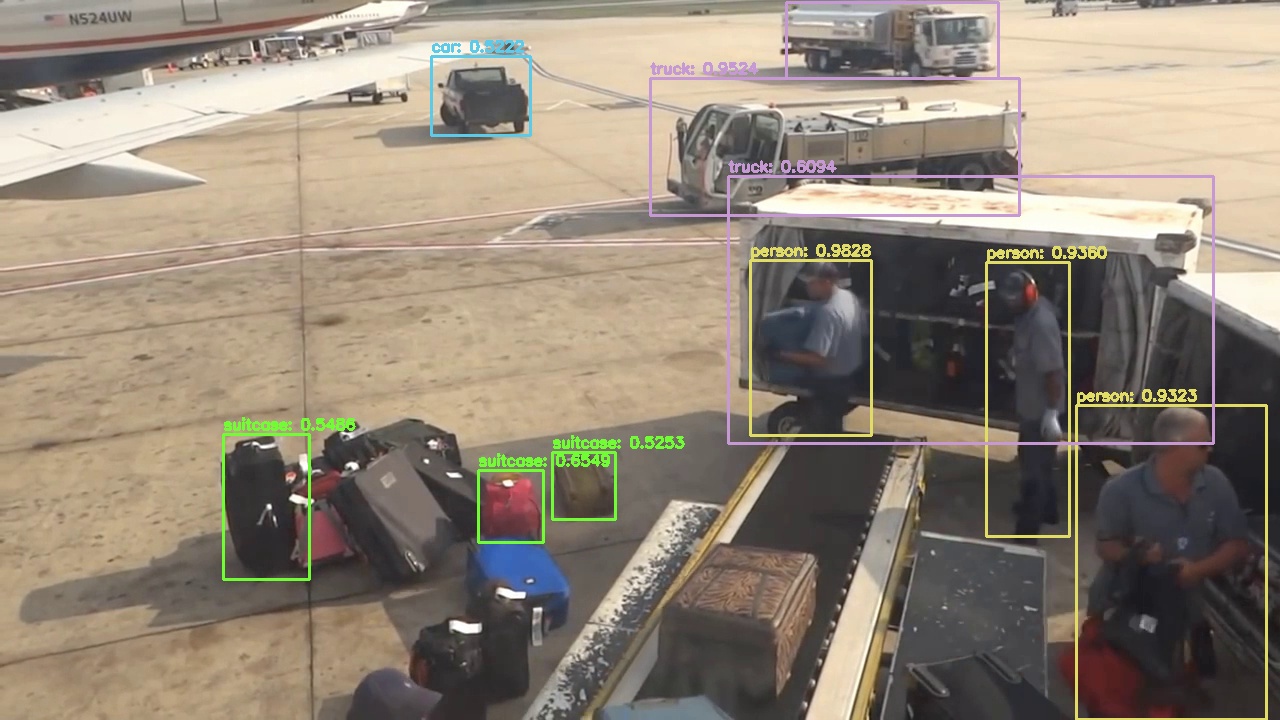 N524UW
car: 0.9222
truck: 0.9524
truck: 0.6094
person: 0.9828
person: 0.9360
person: 0.9323
suitcase: 0.5488
suitcase: 0.5253
suitcase: 0.6549